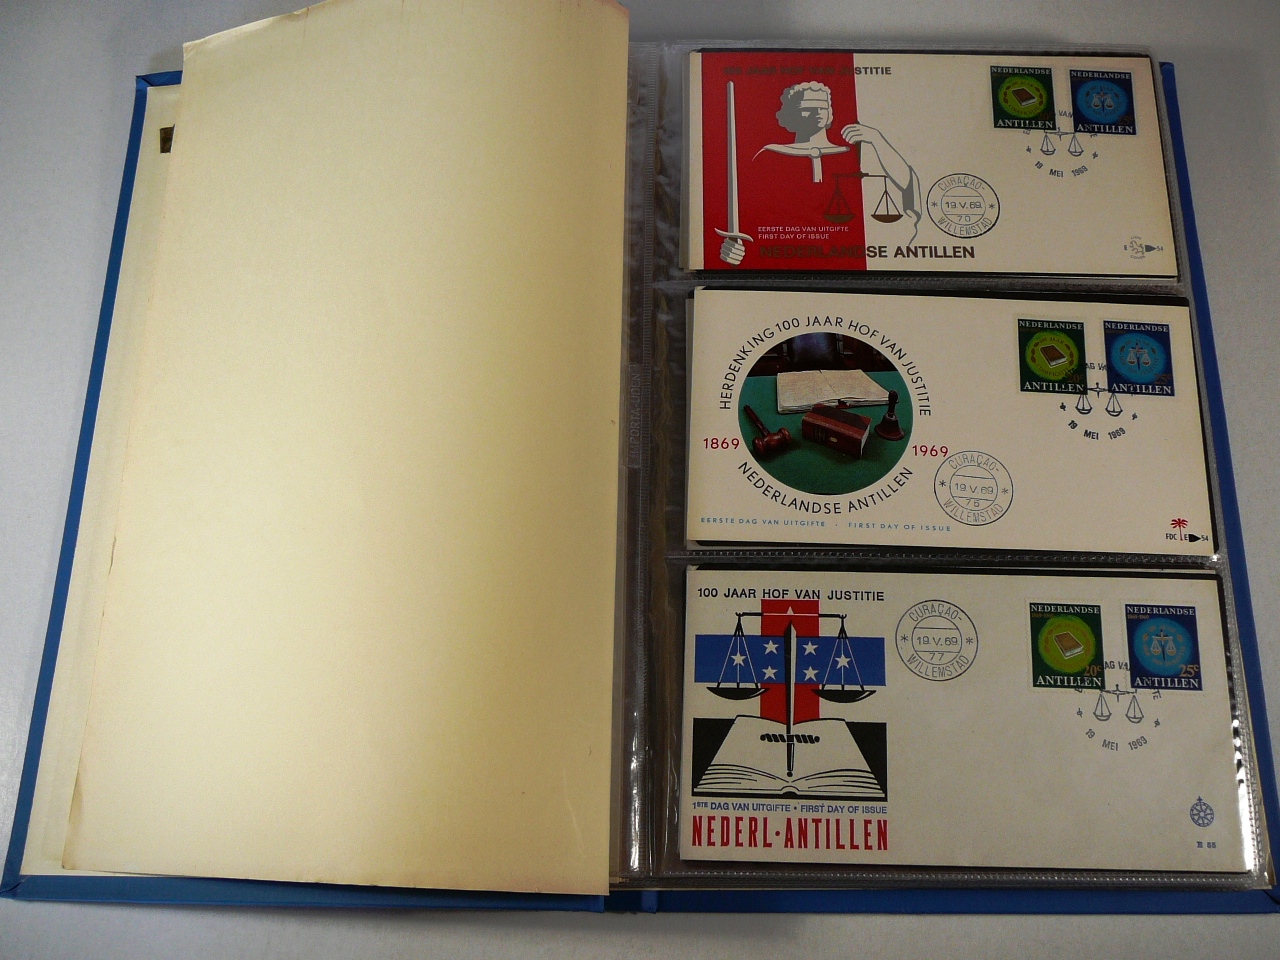 100 JAAR HOF VAN JUSTITIE
NEDERLANDSE
ANTILLEN
NEDERLANDSE
ANTILLEN
19 MEI 1969
CURAÇAO-
19.V.69.
70
WILLEMSTAD
EERSTE DAG VAN UITGIFTE
FIRST DAY OF ISSUE
NEDERLANDSE ANTILLEN
E 54
HERDENKING 100 JAAR HOF VAN JUSTITIE
1869
1969
NEDERLANDSE ANTILLEN
EERSTE DAG VAN UITGIFTE - FIRST DAY OF ISSUE
CURAÇAO-
19.V.69
75
WILLEMSTAD
NEDERLANDSE
ANTILLEN
NEDERLANDSE
ANTILLEN
19 MEI 1969
FDC E 54
100 JAAR HOF VAN JUSTITIE
CURAÇAO-
19.V.69
77
WILLEMSTAD
NEDERLANDSE
20c
ANTILLEN
NEDERLANDSE
25c
ANTILLEN
19 MEI 1969
1STE DAG VAN UITGIFTE • FIRST DAY OF ISSUE
NEDERL·ANTILLEN